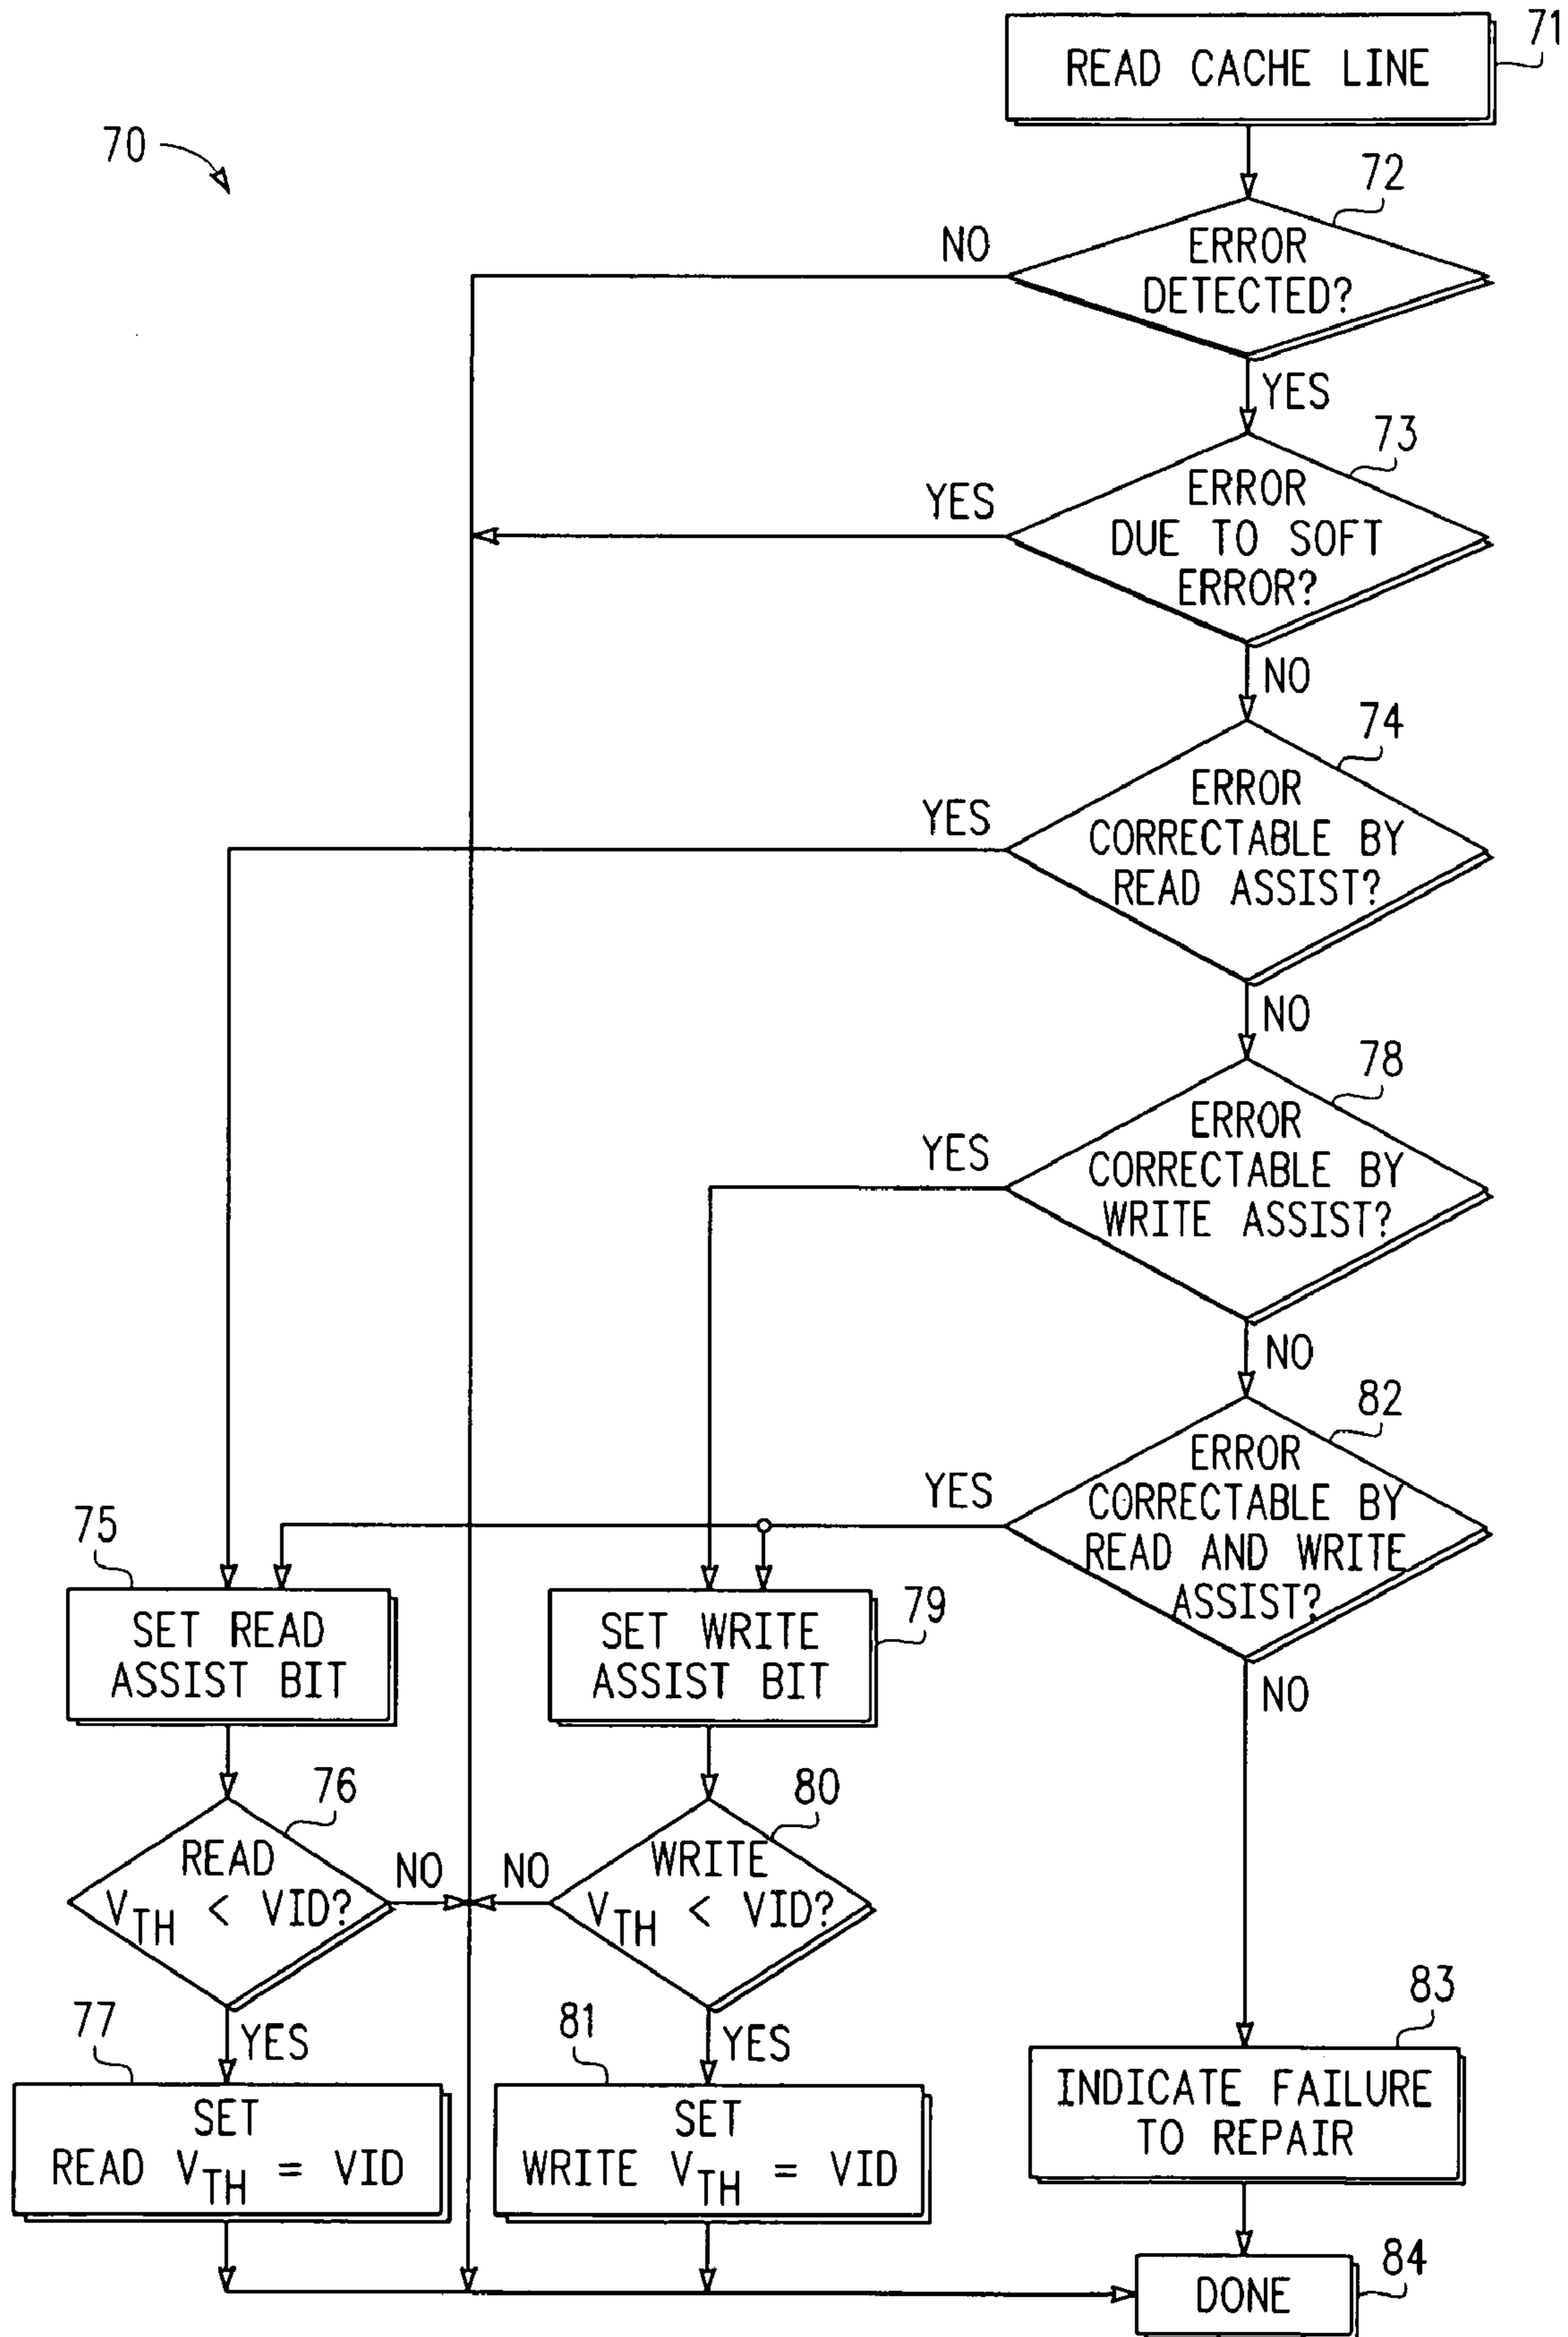 71
READ CACHE LINE
70
72
ERROR
DETECTED?
NO
YES
73
ERROR
DUE TO SOFT
ERROR?
YES
NO
74
ERROR
CORRECTABLE BY
READ ASSIST?
YES
NO
78
ERROR
CORRECTABLE BY
WRITE ASSIST?
YES
NO
82
ERROR
CORRECTABLE BY
READ AND WRITE
ASSIST?
YES
NO
75
SET READ
ASSIST BIT
79
SET WRITE
ASSIST BIT
76
READ
VTH < VID?
NO
YES
80
WRITE
VTH < VID?
NO
YES
77
SET
READ VTH = VID
81
SET
WRITE VTH = VID
83
INDICATE FAILURE
TO REPAIR
84
DONE